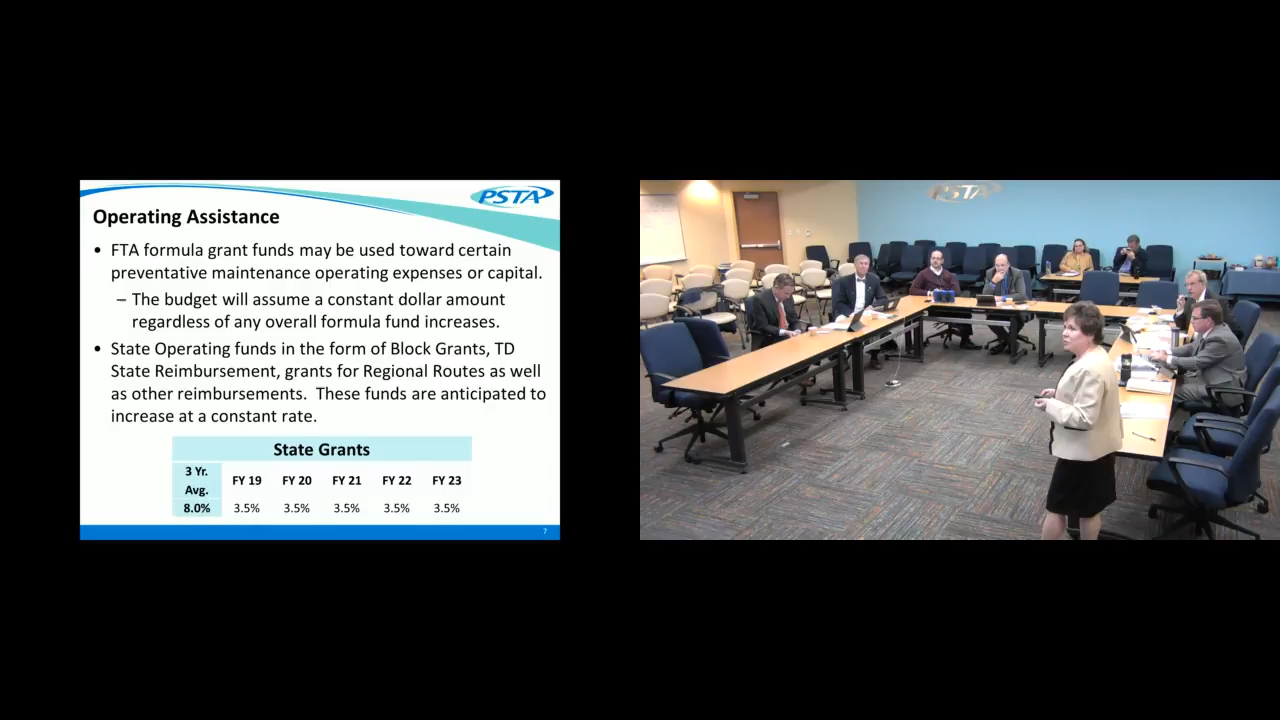 PSTA
Operating Assistance
• FTA formula grant funds may be used toward certain
preventative maintenance operating expenses or capital.
– The budget will assume a constant dollar amount
regardless of any overall formula fund increases.
• State Operating funds in the form of Block Grants, TD
State Reimbursement, grants for Regional Routes as well
as other reimbursements.  These funds are anticipated to
increase at a constant rate.
State Grants
3 Yr.
Avg. FY 19 FY 20 FY 21 FY 22 FY 23
8.0% 3.5% 3.5% 3.5% 3.5% 3.5%
7
PSTA